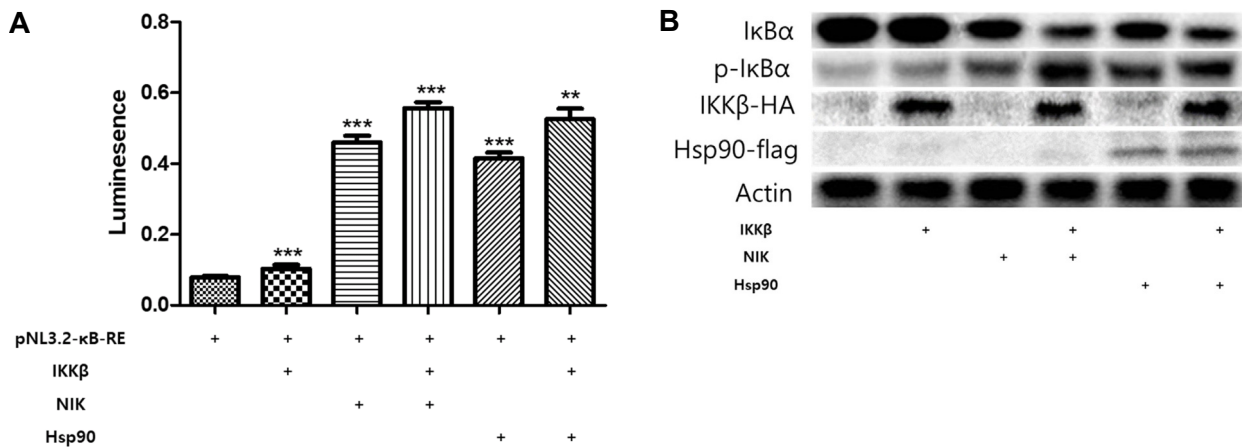 A
Luminesence
0.8
0.6
0.4
0.2
0.0
***
***
***
***
**
pNL3.2-κB-RE + + + + + +
IKKβ + + +
NIK + +
Hsp90 + +
B
IκBα
p-IκBα
IKKβ-HA
Hsp90-flag
Actin
IKKβ + + +
NIK + +
Hsp90 + +